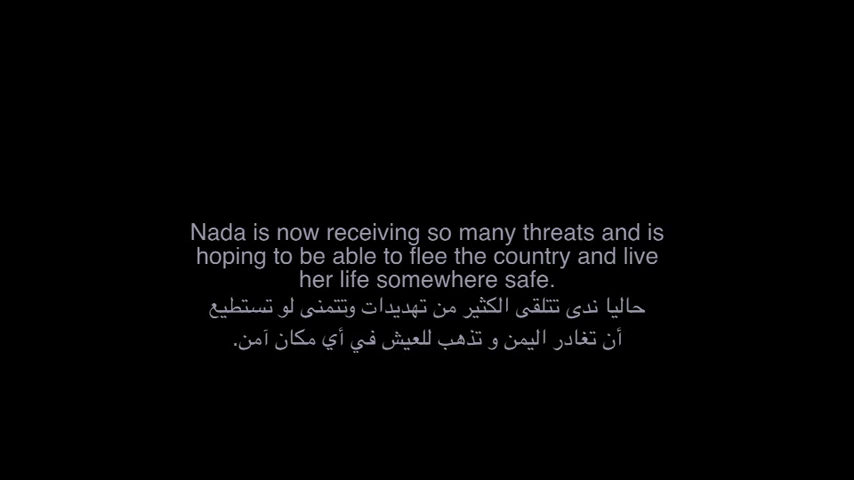 Nada is now receiving so many threats and is
hoping to be able to flee the country and live
her life somewhere safe.
حاليا ندى تتلقى الكثير من تهديدات وتتمنى لو تستطيع
أن تغادر اليمن و تذهب للعيش في أي مكان آمن.